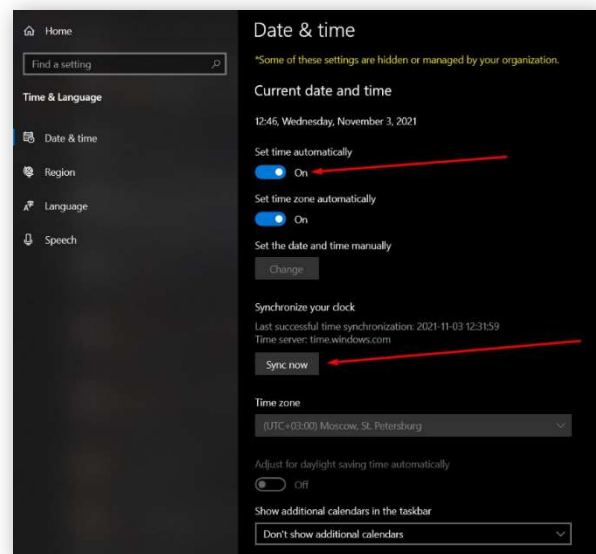 Home
Find a setting
Time & Language
Date & time
Region
Language
Speech
Date & time
*Some of these settings are hidden or managed by your organization.
Current date and time
12:46, Wednesday, November 3, 2021
Set time automatically
On
Set time zone automatically
On
Set the date and time manually
Change
Synchronize your clock
Last successful time synchronization: 2021-11-03 12:31:59
Time server: time.windows.com
Sync now
Time zone
(UTC+03:00) Moscow, St. Petersburg
Adjust for daylight saving time automatically
Off
Show additional calendars in the taskbar
Don't show additional calendars